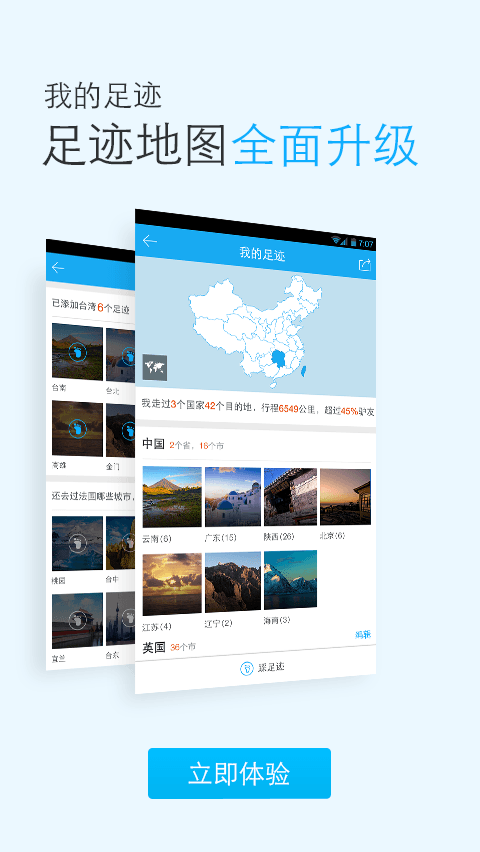 我的足迹
足迹地图全面升级
7:07
我的足迹
我走过3个国家42个目的地，行程6549公里，超过45%驴友
中国 2个省，16个市
云南(6) 广东(15) 陕西(26) 北京(6)
江苏(4) 辽宁(2) 海南(3)
英国 36个市 编辑
踩足迹
已添加台湾6个足迹
台南 台北
高雄 金门
还去过法国哪些城市，
桃园 台中
宜兰 台东
立即体验